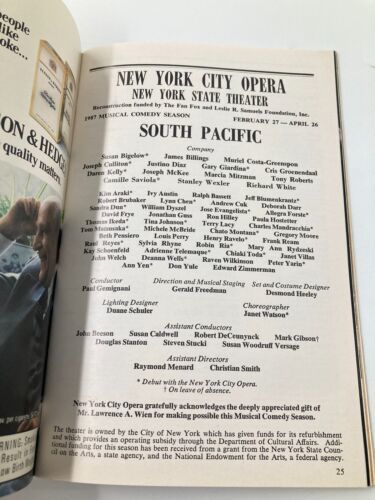 people
like
oke...
ON & HEDGE
quality matters
NEW YORK CITY OPERA
NEW YORK STATE THEATER
Reconstruction funded by The Fan Fox and Leslie R. Samuels Foundation, Inc.
1987 MUSICAL COMEDY SEASON FEBRUARY 27—APRIL 26
SOUTH PACIFIC
Company
Susan Bigelow* James Billings Muriel Costa-Greenspon
Joseph Culliton* Justino Diaz Gary Giardina* Cris Groenendaal
Daren Kelly* Joseph McKee Marcia Mitzman Tony Roberts
Camille Saviola* Stanley Wexler Richard White
Kim Araki* Ivy Austin Ralph Bassett Jeff Blumenkrantz*
Robert Brubaker Lynn Chen* Andrew Cuk Deborah Darr
Sandra Dun* William Dyszel Jose Evangelista* Allegra Forste*
David Frye Jonathan Guss Ron Hilley Paula Hostetter
Thomas Ikeda* Tina Johnson* Terry Lacy* Charles Mandracchia*
Tom Mazunaka* Michele McBride Chato Montana* Gregory Moore
Beth Pensiero Louis Perry Henry Ravelo* Frank Ream
Raul Reyes* Sylvia Rhyne Robin Ria* Mary Ann Rydzeski
Kay Schoenfeld Adrienne Telemaque* Chiaki Toda* Janet Villas
John Welch Deanna Wells* Raven Wilkinson Peter Yarin*
Ann Yen* Don Yule Edward Zimmerman
Conductor Direction and Musical Staging Set and Costume Designer
Paul Gemignani Gerald Freedman Desmond Heeley
Lighting Designer Choreographer
Duane Schuler Janet Watson*
Assistant Conductors
John Beeson Susan Caldwell Robert DeCeunynck Mark Gibson†
Douglas Stanton Steven Stucki Susan Woodruff Versage
Assistant Directors
Raymond Menard Christian Smith
* Debut with the New York City Opera.
† On leave of absence.
New York City Opera gratefully acknowledges the deeply appreciated gift of
Mr. Lawrence A. Wien for making possible this Musical Comedy Season.
The theater is owned by the City of New York which has given funds for its refurbishment
and which provides an operating subsidy through the Department of Cultural Affairs. Addi-
tional funding for this season has been received from a grant from the New York State Coun-
cil on the Arts, a state agency, and the National Endowment for the Arts, a federal agency.
25